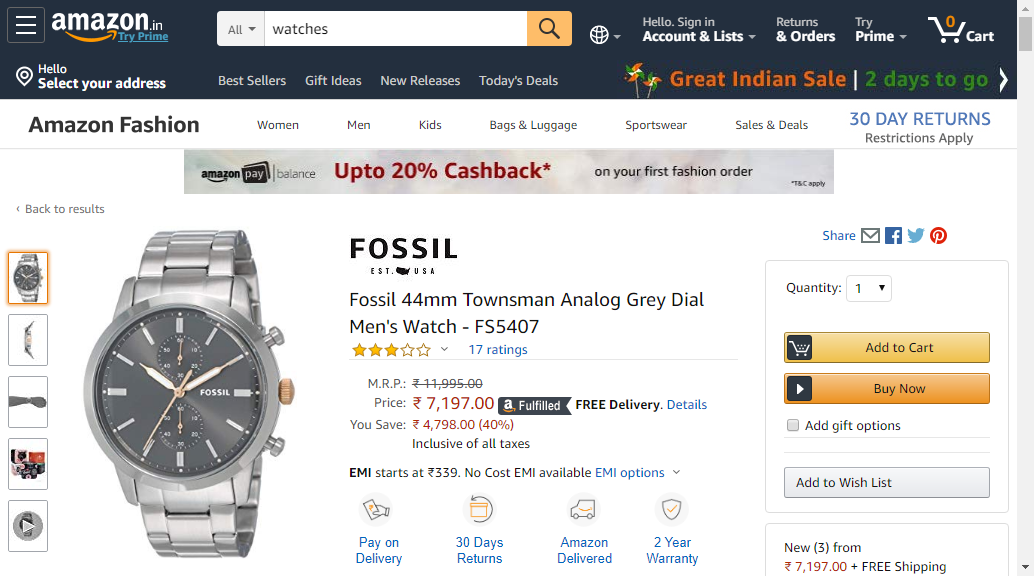 amazon.in
Try Prime
All
watches
Hello. Sign in
Account & Lists
Returns
& Orders
Try
Prime
0
Cart
Hello
Select your address
Best Sellers
Gift Ideas
New Releases
Today's Deals
Great Indian Sale | 2 days to go
Amazon Fashion
Women
Men
Kids
Bags & Luggage
Sportswear
Sales & Deals
30 DAY RETURNS
Restrictions Apply
amazon pay balance
Upto 20% Cashback*
on your first fashion order
*T&C apply
‹ Back to results
FOSSIL
EST. USA
Share
Fossil 44mm Townsman Analog Grey Dial
Men's Watch - FS5407
17 ratings
M.R.P.: ₹ 11,995.00
Price: ₹ 7,197.00 a Fulfilled FREE Delivery. Details
You Save: ₹ 4,798.00 (40%)
Inclusive of all taxes
EMI starts at ₹339. No Cost EMI available EMI options
Pay on
Delivery
30 Days
Returns
Amazon
Delivered
2 Year
Warranty
FOSSIL
Quantity: 1
Add to Cart
Buy Now
Add gift options
Add to Wish List
New (3) from
₹ 7,197.00 + FREE Shipping